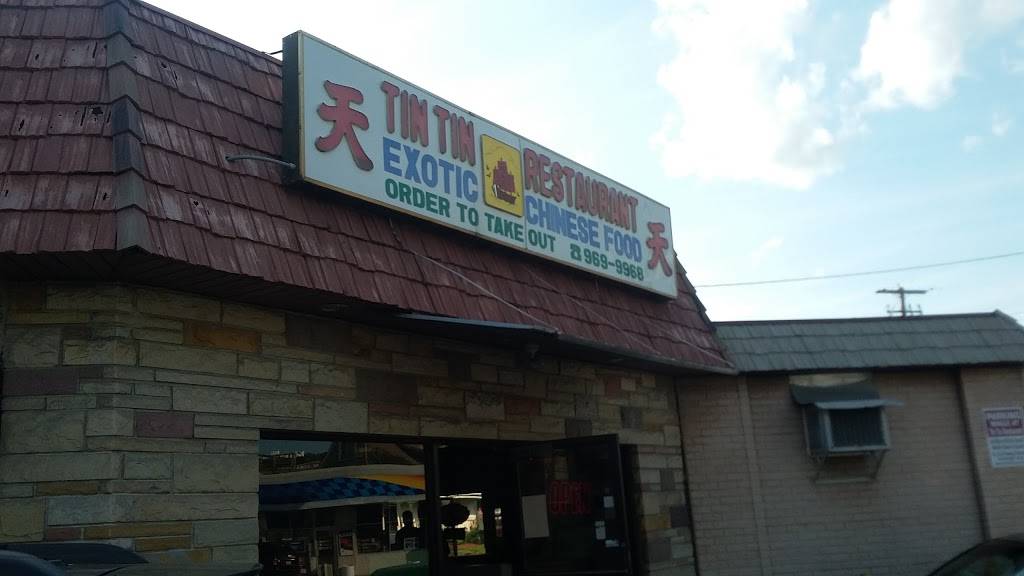 天 TIN TIN RESTAURANT 天
EXOTIC CHINESE FOOD
ORDER TO TAKE OUT ☎969-9968
OPEN